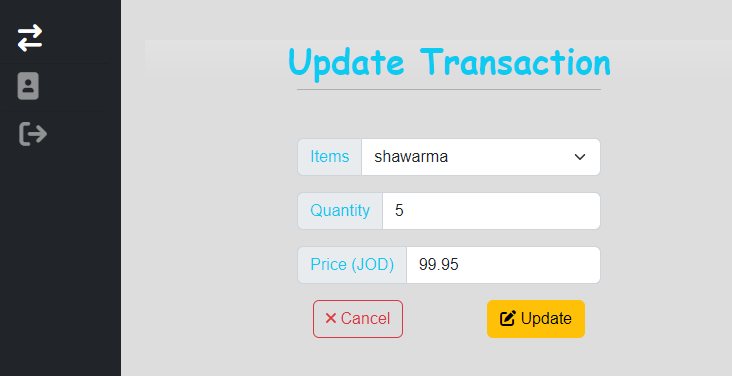 Update Transaction
Items shawarma
Quantity 5
Price (JOD) 99.95
Cancel Update